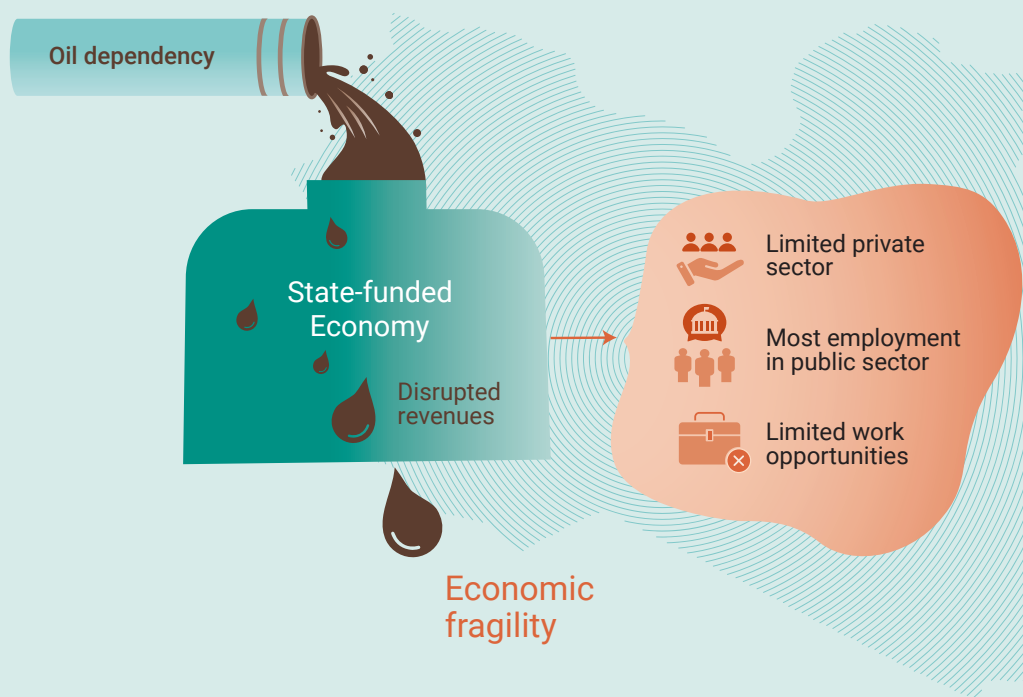 Oil dependency
State-funded
Economy
Disrupted
revenues
Limited private
sector
Most employment
in public sector
Limited work
opportunities
Economic
fragility